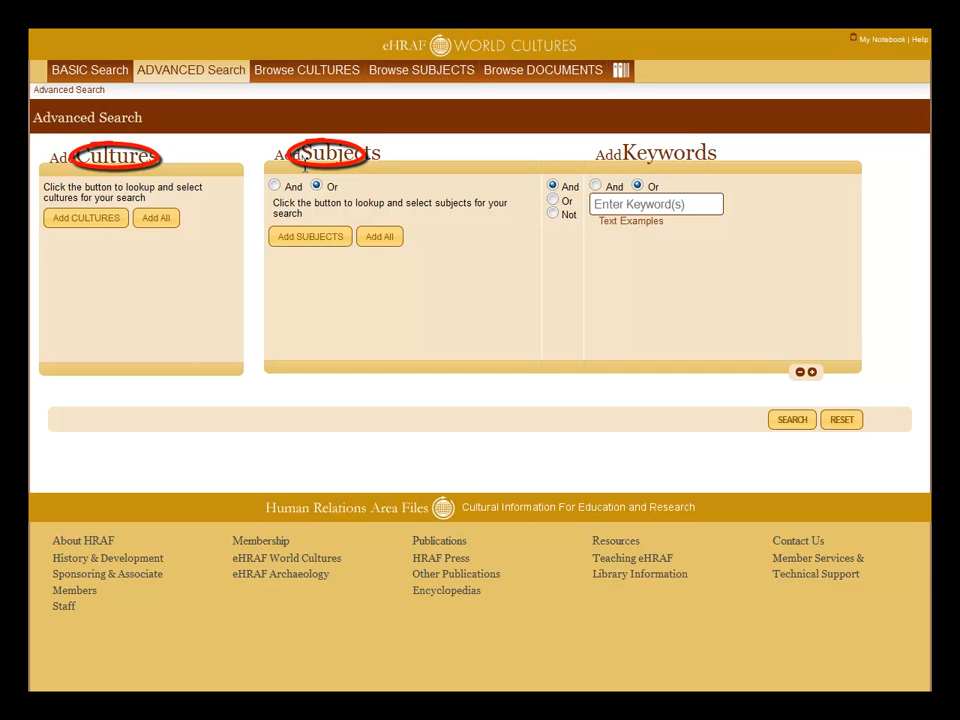 eHRAF WORLD CULTURES
My Notebook | Help
BASIC Search ADVANCED Search Browse CULTURES Browse SUBJECTS Browse DOCUMENTS
Advanced Search
Advanced Search
Add Cultures
Add Subjects
Add Keywords
Click the button to lookup and select
cultures for your search
Add CULTURES Add All
And Or
Click the button to lookup and select subjects for your
search
Add SUBJECTS Add All
And
Or
Not
And Or
Enter Keyword(s)
Text Examples
SEARCH RESET
Human Relations Area Files Cultural Information For Education and Research
About HRAF
History & Development
Sponsoring & Associate
Members
Staff
Membership
eHRAF World Cultures
eHRAF Archaeology
Publications
HRAF Press
Other Publications
Encyclopedias
Resources
Teaching eHRAF
Library Information
Contact Us
Member Services &
Technical Support